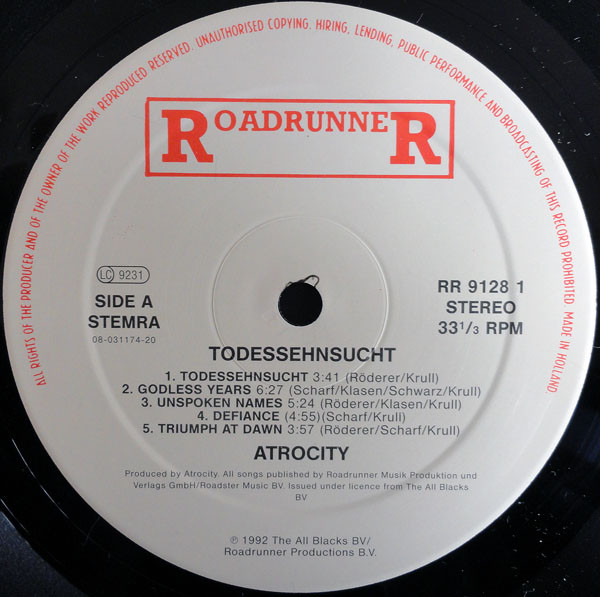 ALL RIGHTS OF THE PRODUCER AND OF THE OWNER OF THE WORK REPRODUCED RESERVED. UNAUTHORISED COPYING. HIRING, LENDING, PUBLIC PERFORMANCE AND BROADCASTING OF THIS RECORD PROHIBITED. MADE IN HOLLAND
ROADRUNNER
LC 9231
SIDE A
STEMRA
08-031174-20
RR 9128 1
STEREO
33 1/3 RPM
TODESSEHNSUCHT
1. TODESSEHNSUCHT 3:41 (Röderer/Krull)
2. GODLESS YEARS 6:27 (Scharf/Klasen/Schwarz/Krull)
3. UNSPOKEN NAMES 5:24 (Röderer/Klasen/Krull)
4. DEFIANCE (4:55)(Scharf/Krull)
5. TRIUMPH AT DAWN 3:57 (Röderer/Scharf/Krull)
ATROCITY
Produced by Atrocity. All songs published by Roadrunner Musik Produktion und
Verlags GmbH/Roadster Music BV. Issued under licence from The All Blacks
BV
℗ 1992 The All Blacks BV/
Roadrunner Productions B.V.